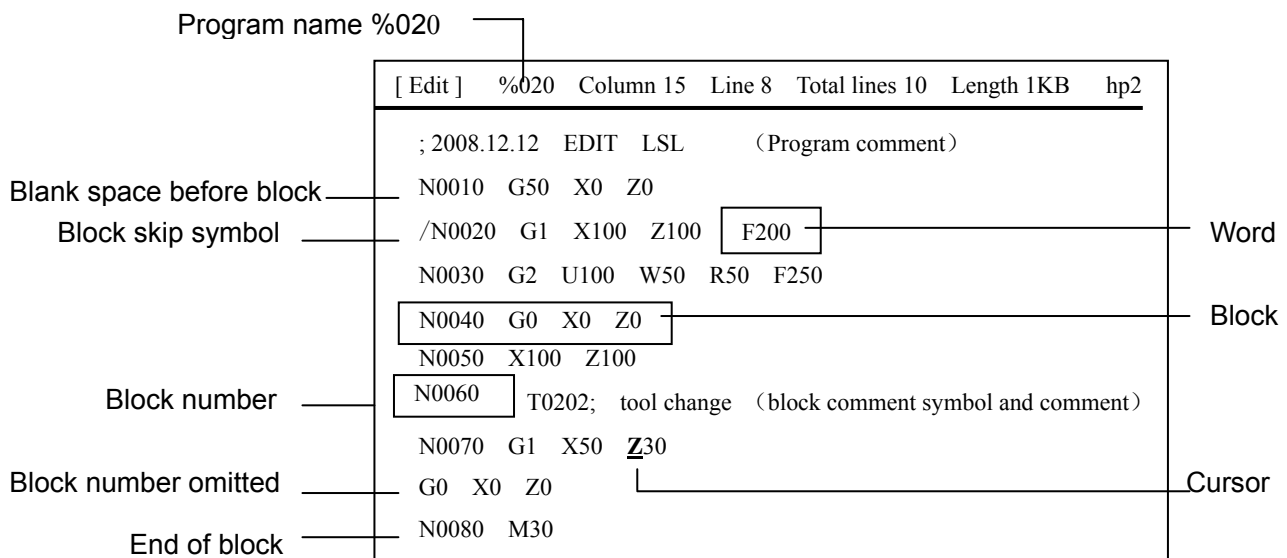 Program name %020
[ Edit ] %020 Column 15 Line 8 Total lines 10 Length 1KB hp2
; 2008.12.12 EDIT LSL （Program comment）
Blank space before block N0010 G50 X0 Z0
Block skip symbol /N0020 G1 X100 Z100 F200 Word
N0030 G2 U100 W50 R50 F250
N0040 G0 X0 Z0 Block
N0050 X100 Z100
Block number N0060 T0202; tool change （block comment symbol and comment）
N0070 G1 X50 Z30
Block number omitted G0 X0 Z0 Cursor
End of block N0080 M30